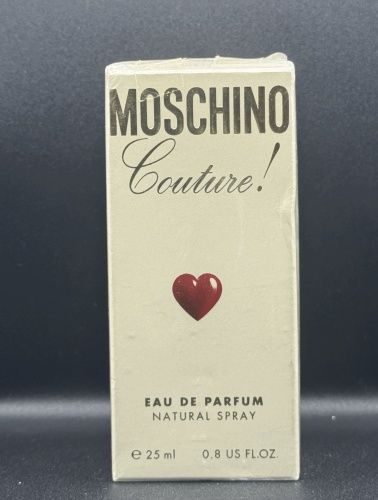 MOSCHINO
Couture!
EAU DE PARFUM
NATURAL SPRAY
℮ 25 ml 0.8 US FL.OZ.